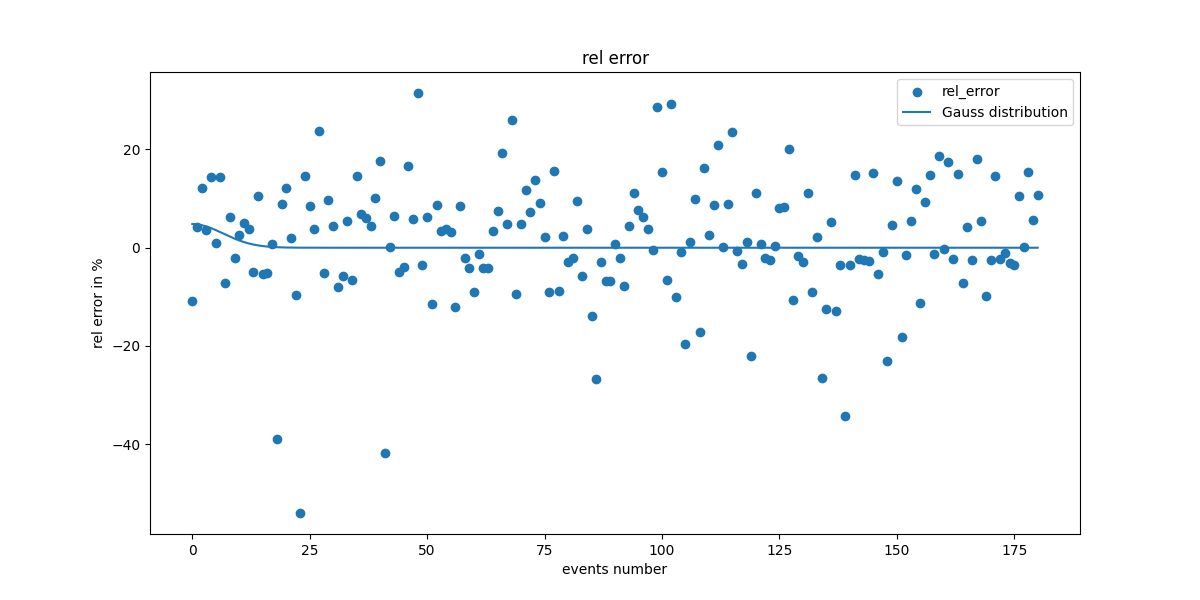 rel error
rel_error
Gauss distribution
20
0
−20
−40
rel error in %
0 25 50 75 100 125 150 175
events number